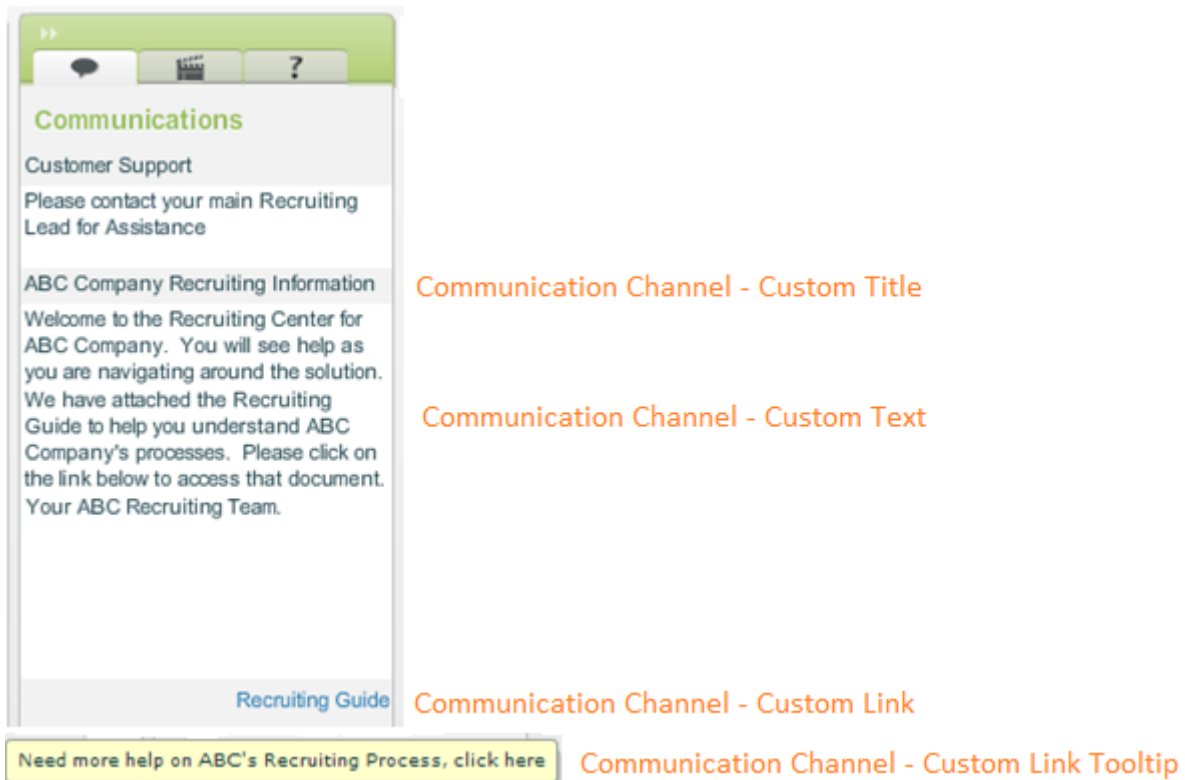 ?
Communications
Customer Support
Please contact your main Recruiting
Lead for Assistance
ABC Company Recruiting Information
Communication Channel - Custom Title
Welcome to the Recruiting Center for
ABC Company.  You will see help as
you are navigating around the solution.
We have attached the Recruiting
Guide to help you understand ABC
Company's processes.  Please click on
the link below to access that document.
Your ABC Recruiting Team.
Communication Channel - Custom Text
Recruiting Guide
Communication Channel - Custom Link
Need more help on ABC's Recruiting Process, click here
Communication Channel - Custom Link Tooltip